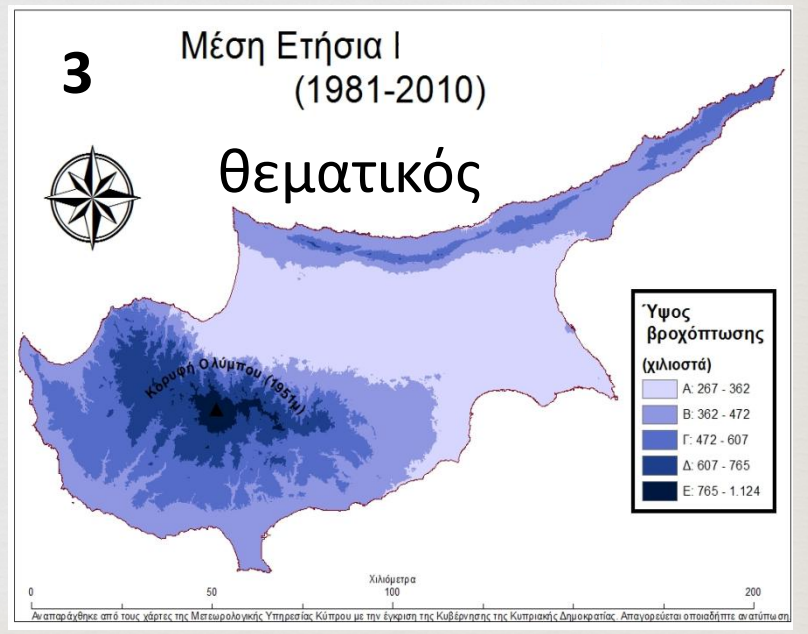 3
Μέση Ετήσια
(1981-2010)
θεματικός
Κορυφή Ολύμπου (1951μ)
Ύψος
βροχόπτωσης
(χιλιοστά)
Α: 267 - 362
Β: 362 - 472
Γ: 472 - 607
Δ: 607 - 765
Ε: 765 - 1.124
Χιλιόμετρα
0 50 100 200
Αναπαράχθηκε από τους χάρτες της Μετεωρολογικής Υπηρεσίας Κύπρου με την έγκριση της Κυβέρνησης της Κυπριακής Δημοκρατίας. Απαγορεύεται οποιαδήπτε ανατύπωση